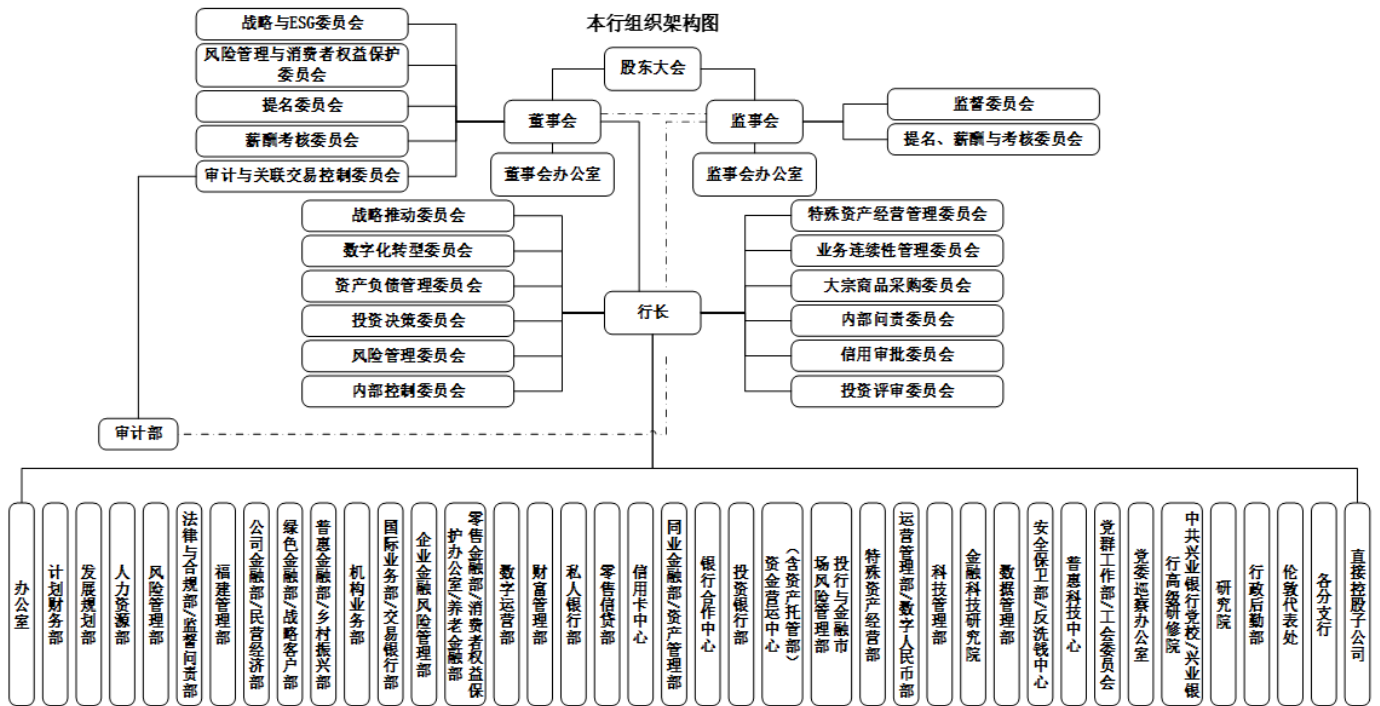 本行组织架构图
战略与ESG委员会
风险管理与消费者权益保护
委员会
提名委员会
薪酬考核委员会
审计与关联交易控制委员会
股东大会
董事会
监事会
董事会办公室
监事会办公室
监督委员会
提名、薪酬与考核委员会
战略推动委员会
数字化转型委员会
资产负债管理委员会
投资决策委员会
风险管理委员会
内部控制委员会
行长
特殊资产经营管理委员会
业务连续性管理委员会
大宗商品采购委员会
内部问责委员会
信用审批委员会
投资评审委员会
审计部
办公室
计划财务部
发展规划部
人力资源部
风险管理部
法律与合规部/监督问责部
福建管理部
公司金融部/民营经济部
绿色金融部/战略客户部
普惠金融部/乡村振兴部
机构业务部
国际业务部/交易银行部
企业金融风险管理部
零售金融部/消费者权益保
护办公室/养老金融部
数字运营部
财富管理部
私人银行部
零售信贷部
信用卡中心
同业金融部/资产管理部
银行合作中心
投资银行部
资金营运中心
（含资产托管部）
投行与金融市
场风险管理部
特殊资产经营部
运营管理部/数字人民币部
科技管理部
金融科技研究院
数据管理部
安全保卫部/反洗钱中心
普惠科技中心
党群工作部/工会委员会
党委巡察办公室
中共兴业银行党校/兴业银
行高级研修院
研究院
行政后勤部
伦敦代表处
各分支行
直接控股子公司